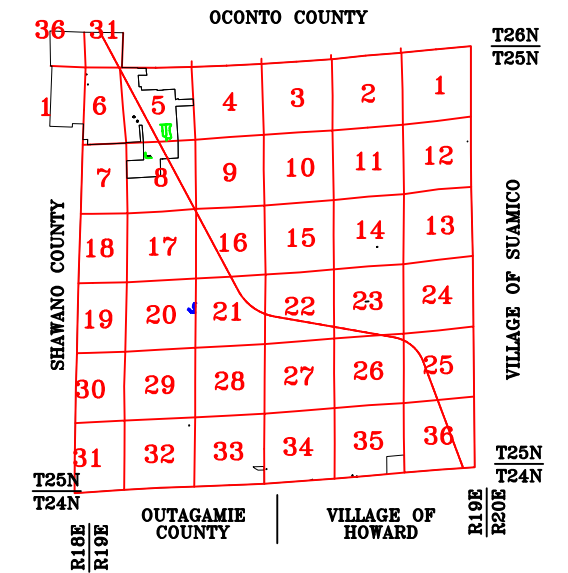 OCONTO COUNTY
36 31
T26N
T25N
1 6 5 4 3 2 1
7 8 9 10 11 12
18 17 16 15 14 13
19 20 21 22 23 24
30 29 28 27 26 25
31 32 33 34 35 36
SHAWANO COUNTY
VILLAGE OF SUAMICO
T25N
T24N
T25N
T24N
R18E
R19E
OUTAGAMIE
COUNTY
VILLAGE OF
HOWARD
R19E
R20E